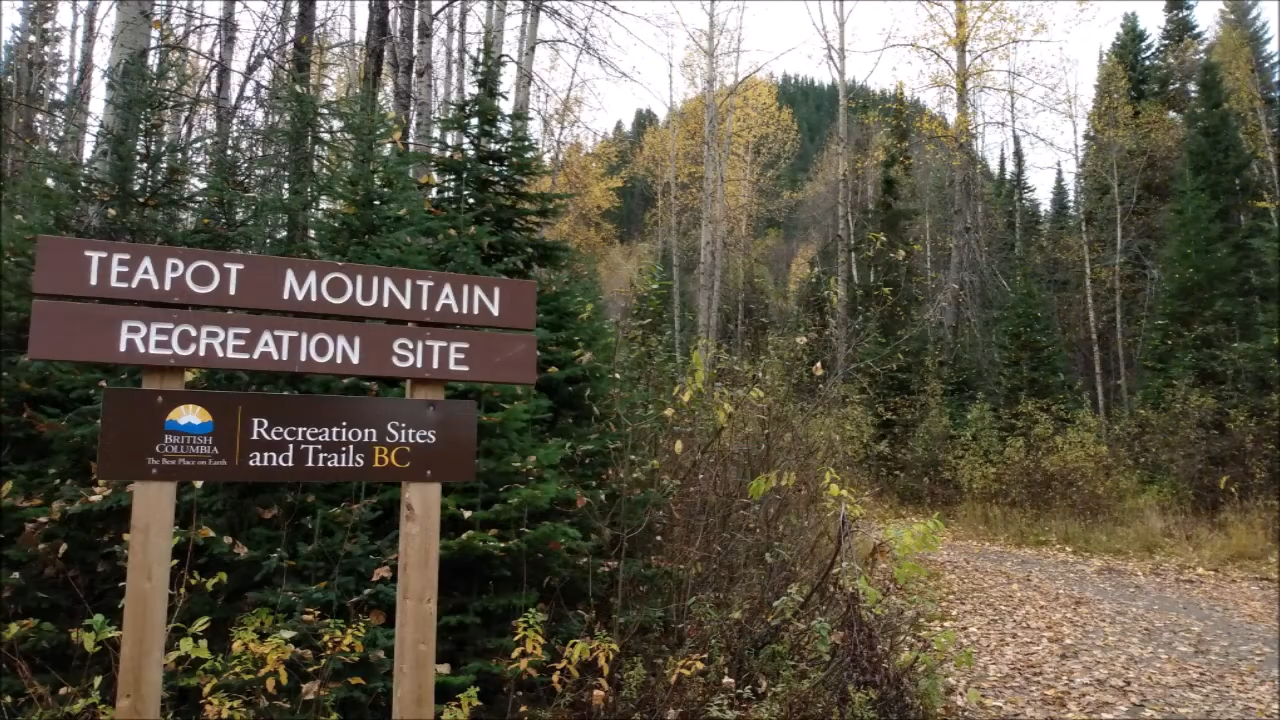 TEAPOT MOUNTAIN
RECREATION SITE
BRITISH
COLUMBIA
The Best Place on Earth
Recreation Sites
and Trails BC